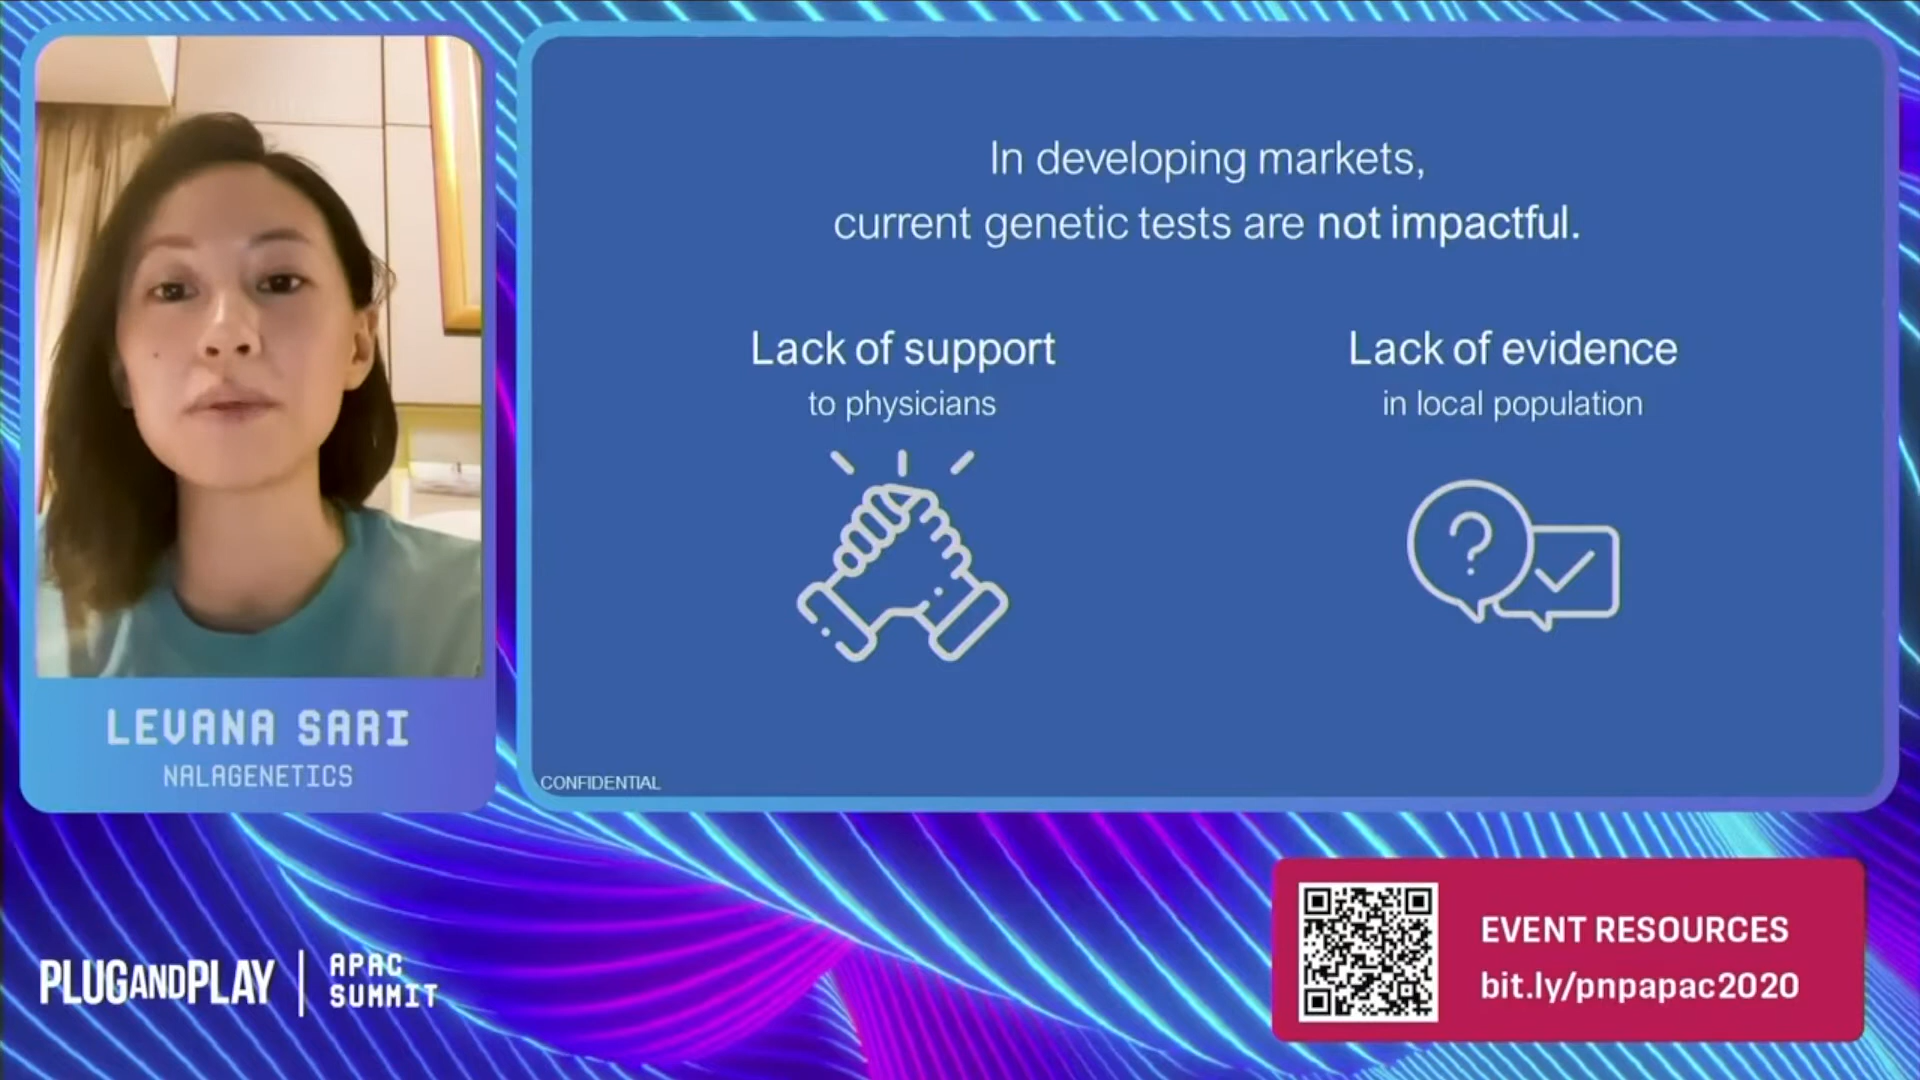 In developing markets,
current genetic tests are not impactful.
Lack of support
to physicians
Lack of evidence
in local population
CONFIDENTIAL
LEVANA SARI
NALAGENETICS
PLUGANDPLAY
APAC
SUMMIT
EVENT RESOURCES
bit.ly/pnpapac2020